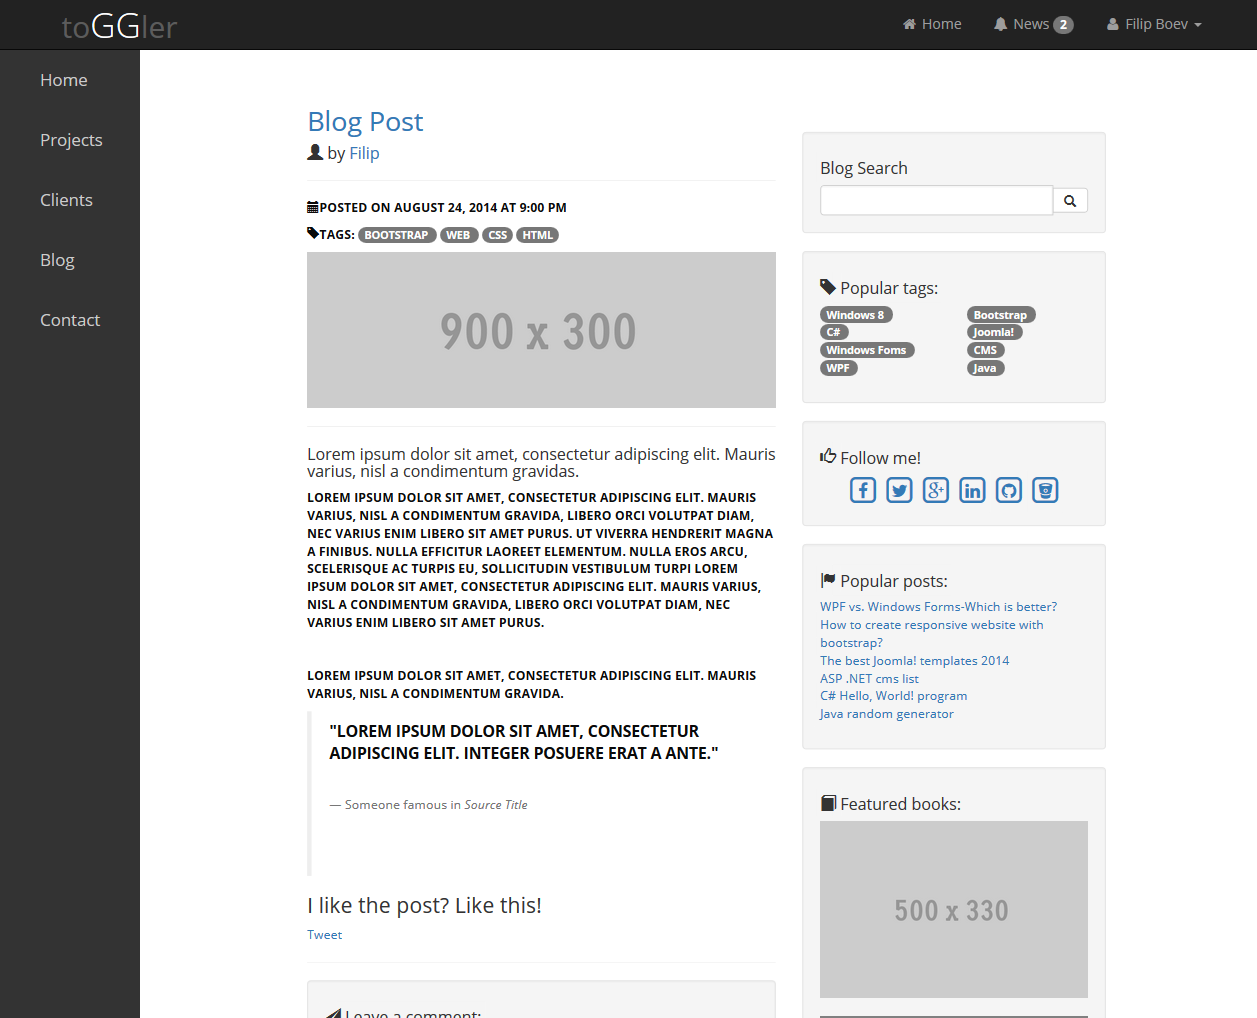 toGGler
Home
News 2
Filip Boev
Home
Projects
Clients
Blog
Contact
Blog Post
by Filip
POSTED ON AUGUST 24, 2014 AT 9:00 PM
TAGS: BOOTSTRAP WEB CSS HTML
900 x 300
Lorem ipsum dolor sit amet, consectetur adipiscing elit. Mauris
varius, nisl a condimentum gravidas.
LOREM IPSUM DOLOR SIT AMET, CONSECTETUR ADIPISCING ELIT. MAURIS
VARIUS, NISL A CONDIMENTUM GRAVIDA, LIBERO ORCI VOLUTPAT DIAM,
NEC VARIUS ENIM LIBERO SIT AMET PURUS. UT VIVERRA HENDRERIT MAGNA
A FINIBUS. NULLA EFFICITUR LAOREET ELEMENTUM. NULLA EROS ARCU,
SCELERISQUE AC TURPIS EU, SOLLICITUDIN VESTIBULUM TURPI LOREM
IPSUM DOLOR SIT AMET, CONSECTETUR ADIPISCING ELIT. MAURIS VARIUS,
NISL A CONDIMENTUM GRAVIDA, LIBERO ORCI VOLUTPAT DIAM, NEC
VARIUS ENIM LIBERO SIT AMET PURUS.
LOREM IPSUM DOLOR SIT AMET, CONSECTETUR ADIPISCING ELIT. MAURIS
VARIUS, NISL A CONDIMENTUM GRAVIDA.
"LOREM IPSUM DOLOR SIT AMET, CONSECTETUR
ADIPISCING ELIT. INTEGER POSUERE ERAT A ANTE."
— Someone famous in Source Title
I like the post? Like this!
Tweet
Leave a comment:
Blog Search
Popular tags:
Windows 8
Bootstrap
C#
Joomla!
Windows Foms
CMS
WPF
Java
Follow me!
Popular posts:
WPF vs. Windows Forms-Which is better?
How to create responsive website with
bootstrap?
The best Joomla! templates 2014
ASP .NET cms list
C# Hello, World! program
Java random generator
Featured books:
500 x 330